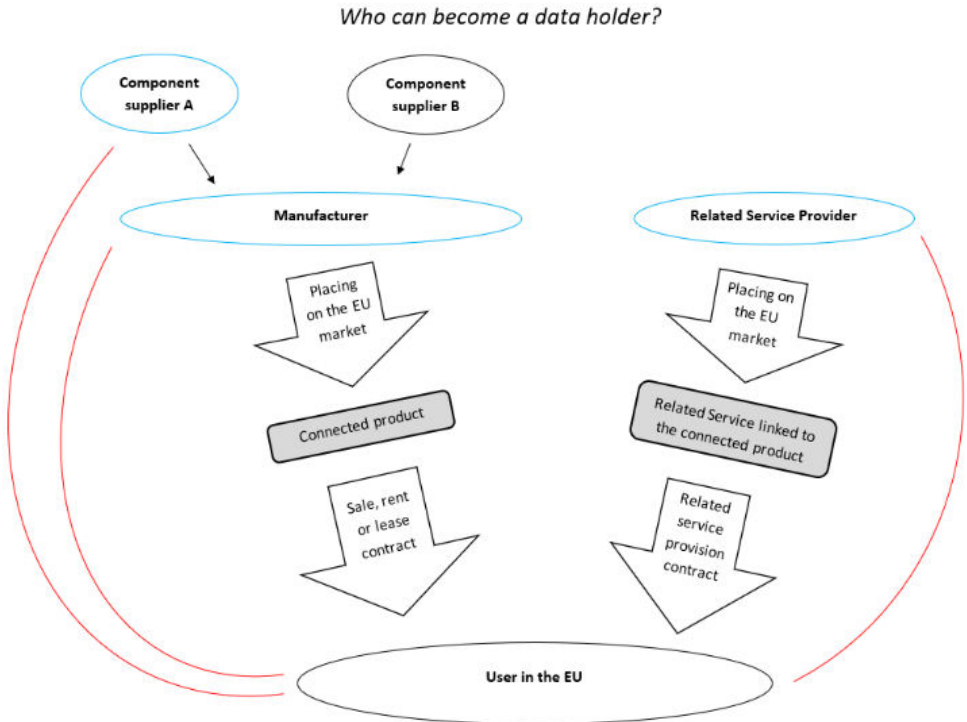 Who can become a data holder?
Component
supplier A
Component
supplier B
Manufacturer
Related Service Provider
Placing
on the EU
market
Placing on
the EU
market
Connected product
Related Service linked to
the connected product
Sale, rent
or lease
contract
Related
service
provision
contract
User in the EU